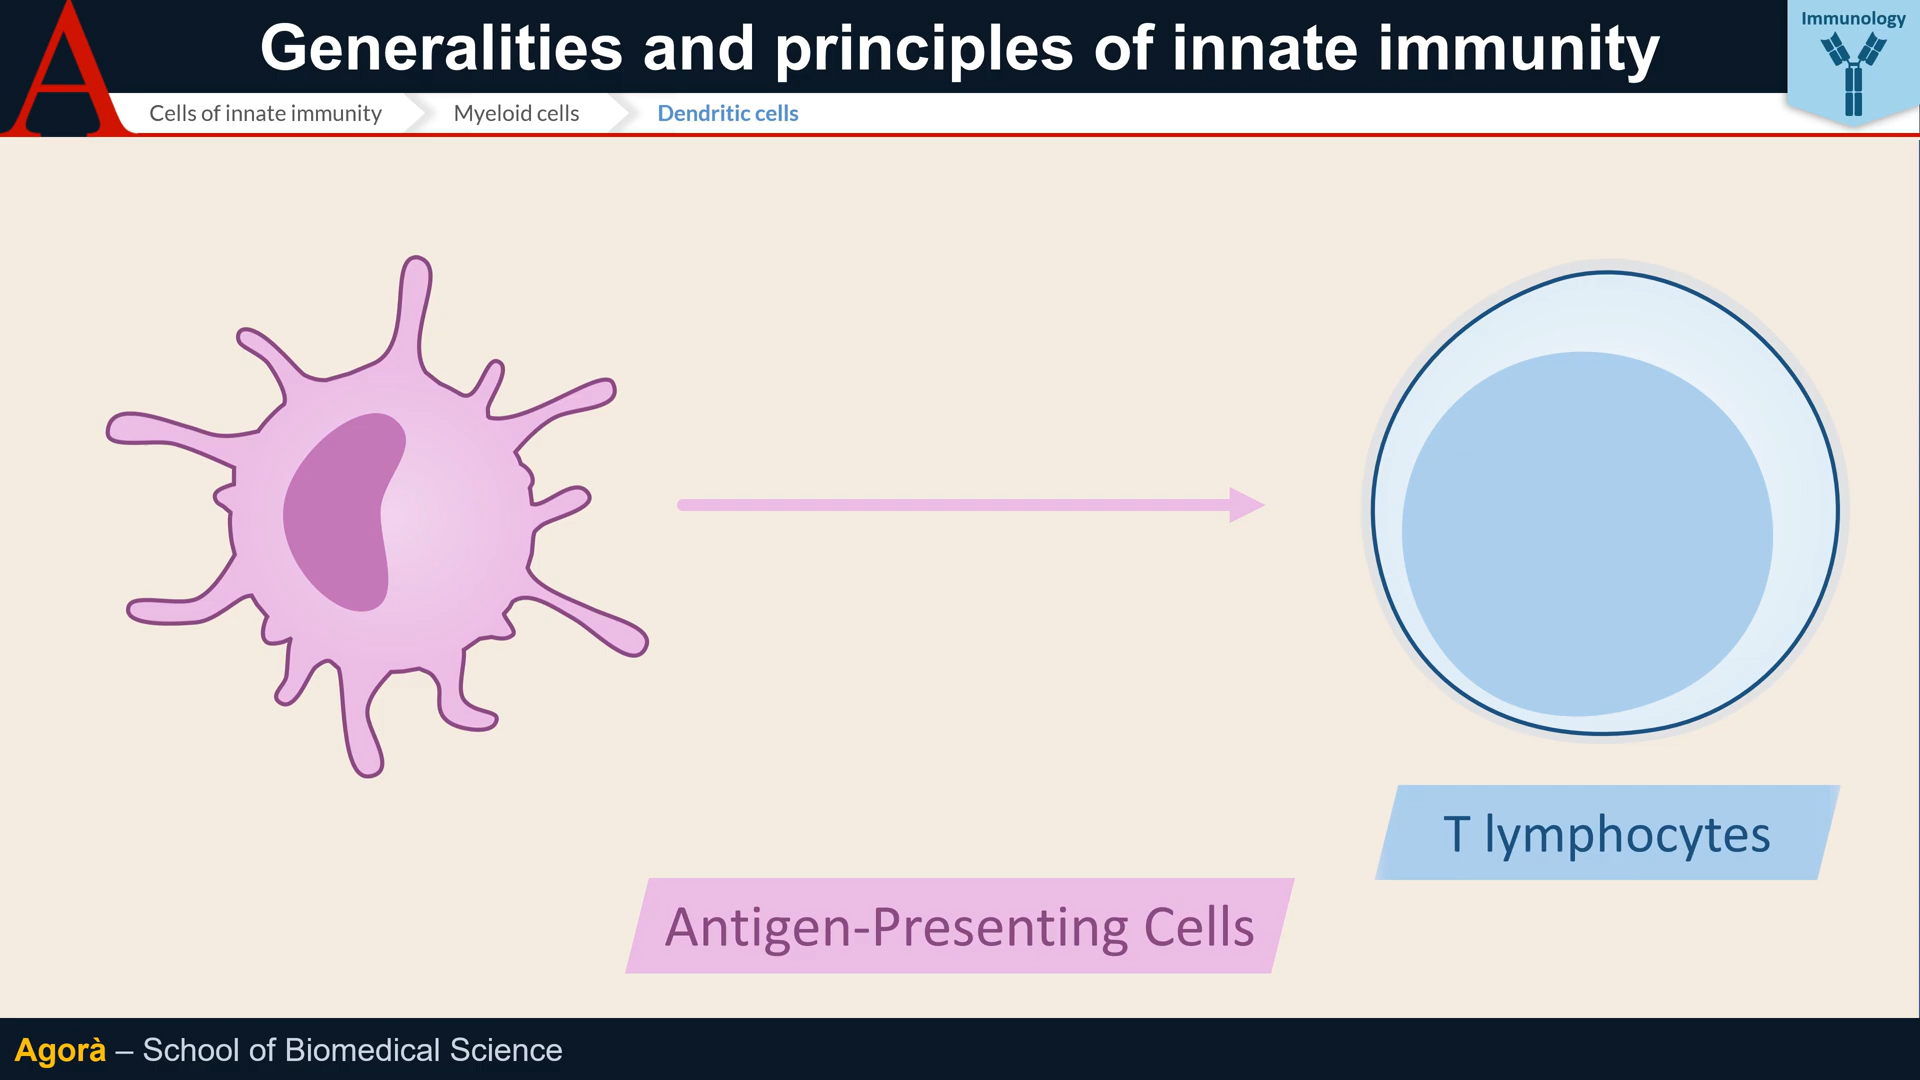 A
Generalities and principles of innate immunity
Immunology
Cells of innate immunity
Myeloid cells
Dendritic cells
T lymphocytes
Antigen-Presenting Cells
Agorà – School of Biomedical Science